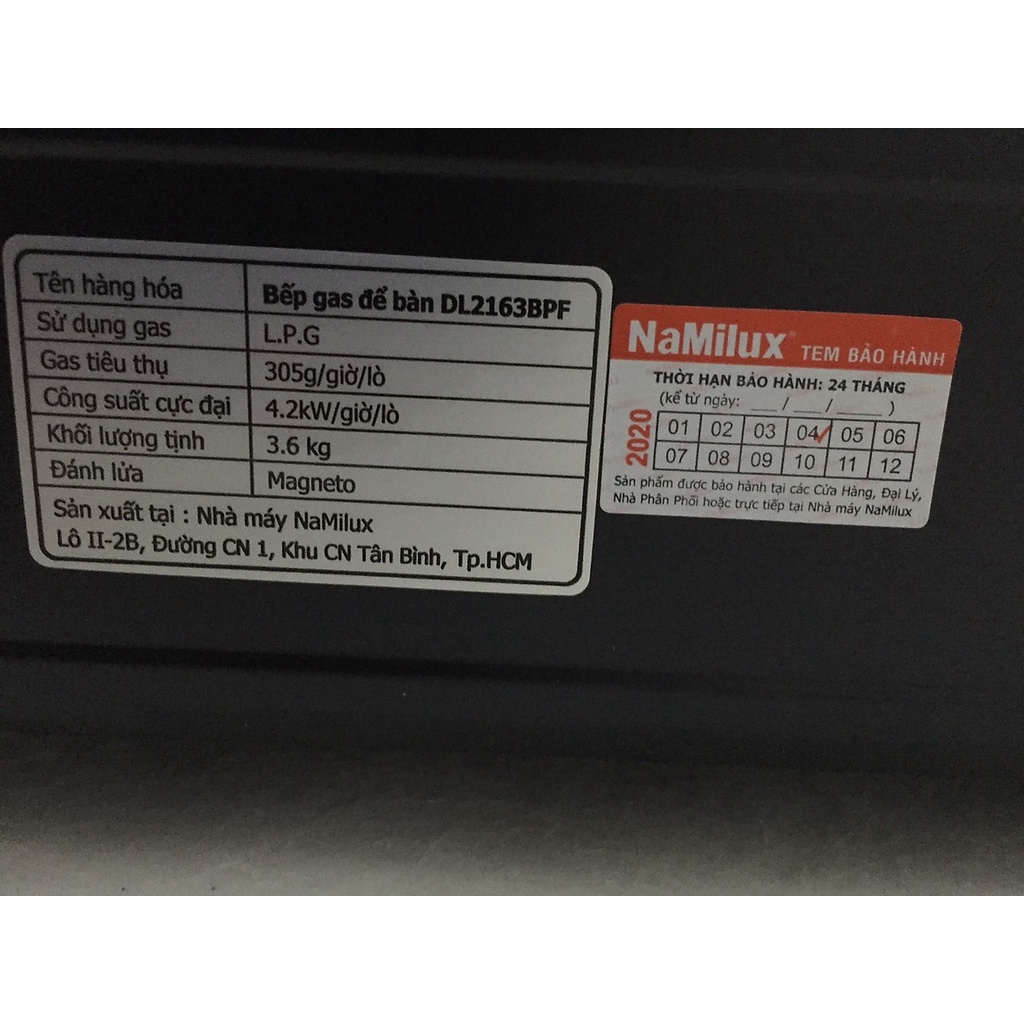 Tên hàng hóa Bếp gas để bàn DL2163BPF
Sử dụng gas L.P.G
Gas tiêu thụ 305g/giờ/lò
Công suất cực đại 4.2kW/giờ/lò
Khối lượng tịnh 3.6 kg
Đánh lửa Magneto
Sản xuất tại : Nhà máy NaMilux
Lô II-2B, Đường CN 1, Khu CN Tân Bình, Tp.HCM
NaMilux® TEM BẢO HÀNH
THỜI HẠN BẢO HÀNH: 24 THÁNG
(kể từ ngày: __ / __ / ____ )
2020
01 02 03 04✓ 05 06
07 08 09 10 11 12
Sản phẩm được bảo hành tại các Cửa Hàng, Đại Lý,
Nhà Phân Phối hoặc trực tiếp tại Nhà máy NaMilux